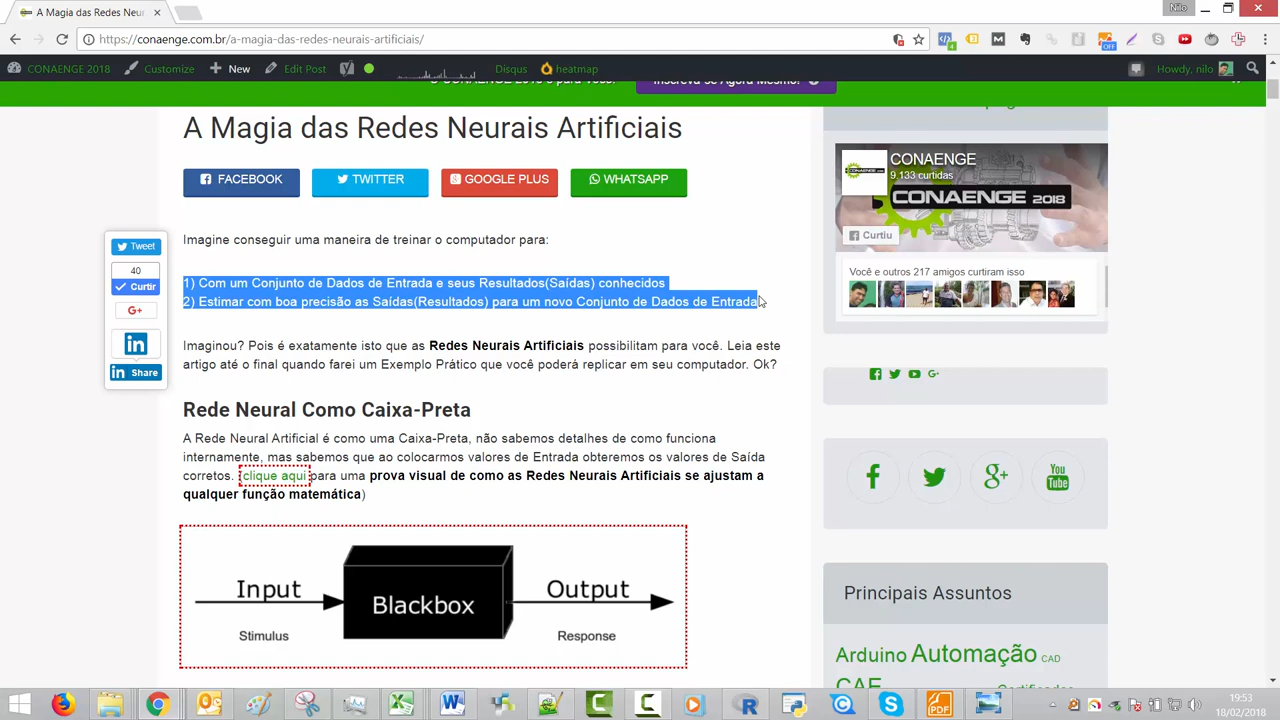 A Magia das Redes Neur
Nilo
https://conaenge.com.br/a-magia-das-redes-neurais-artificiais/
4
OFF
CONAENGE 2018
Customize
New
Edit Post
Disqus
heatmap
Howdy, nilo
A Magia das Redes Neurais Artificiais
FACEBOOK
TWITTER
GOOGLE PLUS
WHATSAPP
Imagine conseguir uma maneira de treinar o computador para:
1) Com um Conjunto de Dados de Entrada e seus Resultados(Saídas) conhecidos
2) Estimar com boa precisão as Saídas(Resultados) para um novo Conjunto de Dados de Entrada
Imaginou? Pois é exatamente isto que as Redes Neurais Artificiais possibilitam para você. Leia este
artigo até o final quando farei um Exemplo Prático que você poderá replicar em seu computador. Ok?
Rede Neural Como Caixa-Preta
A Rede Neural Artificial é como uma Caixa-Preta, não sabemos detalhes de como funciona
internamente, mas sabemos que ao colocarmos valores de Entrada obteremos os valores de Saída
corretos. clique aqui para uma prova visual de como as Redes Neurais Artificiais se ajustam a
qualquer função matemática)
Input
Stimulus
Blackbox
Output
Response
Tweet
40
Curtir
G+
in
in Share
CONAENGE
9.133 curtidas
CONAENGE 2018
Curtiu
Você e outros 217 amigos curtiram isso
You
Tube
Principais Assuntos
Arduino Automação CAD
CAE
19:53
18/02/2018